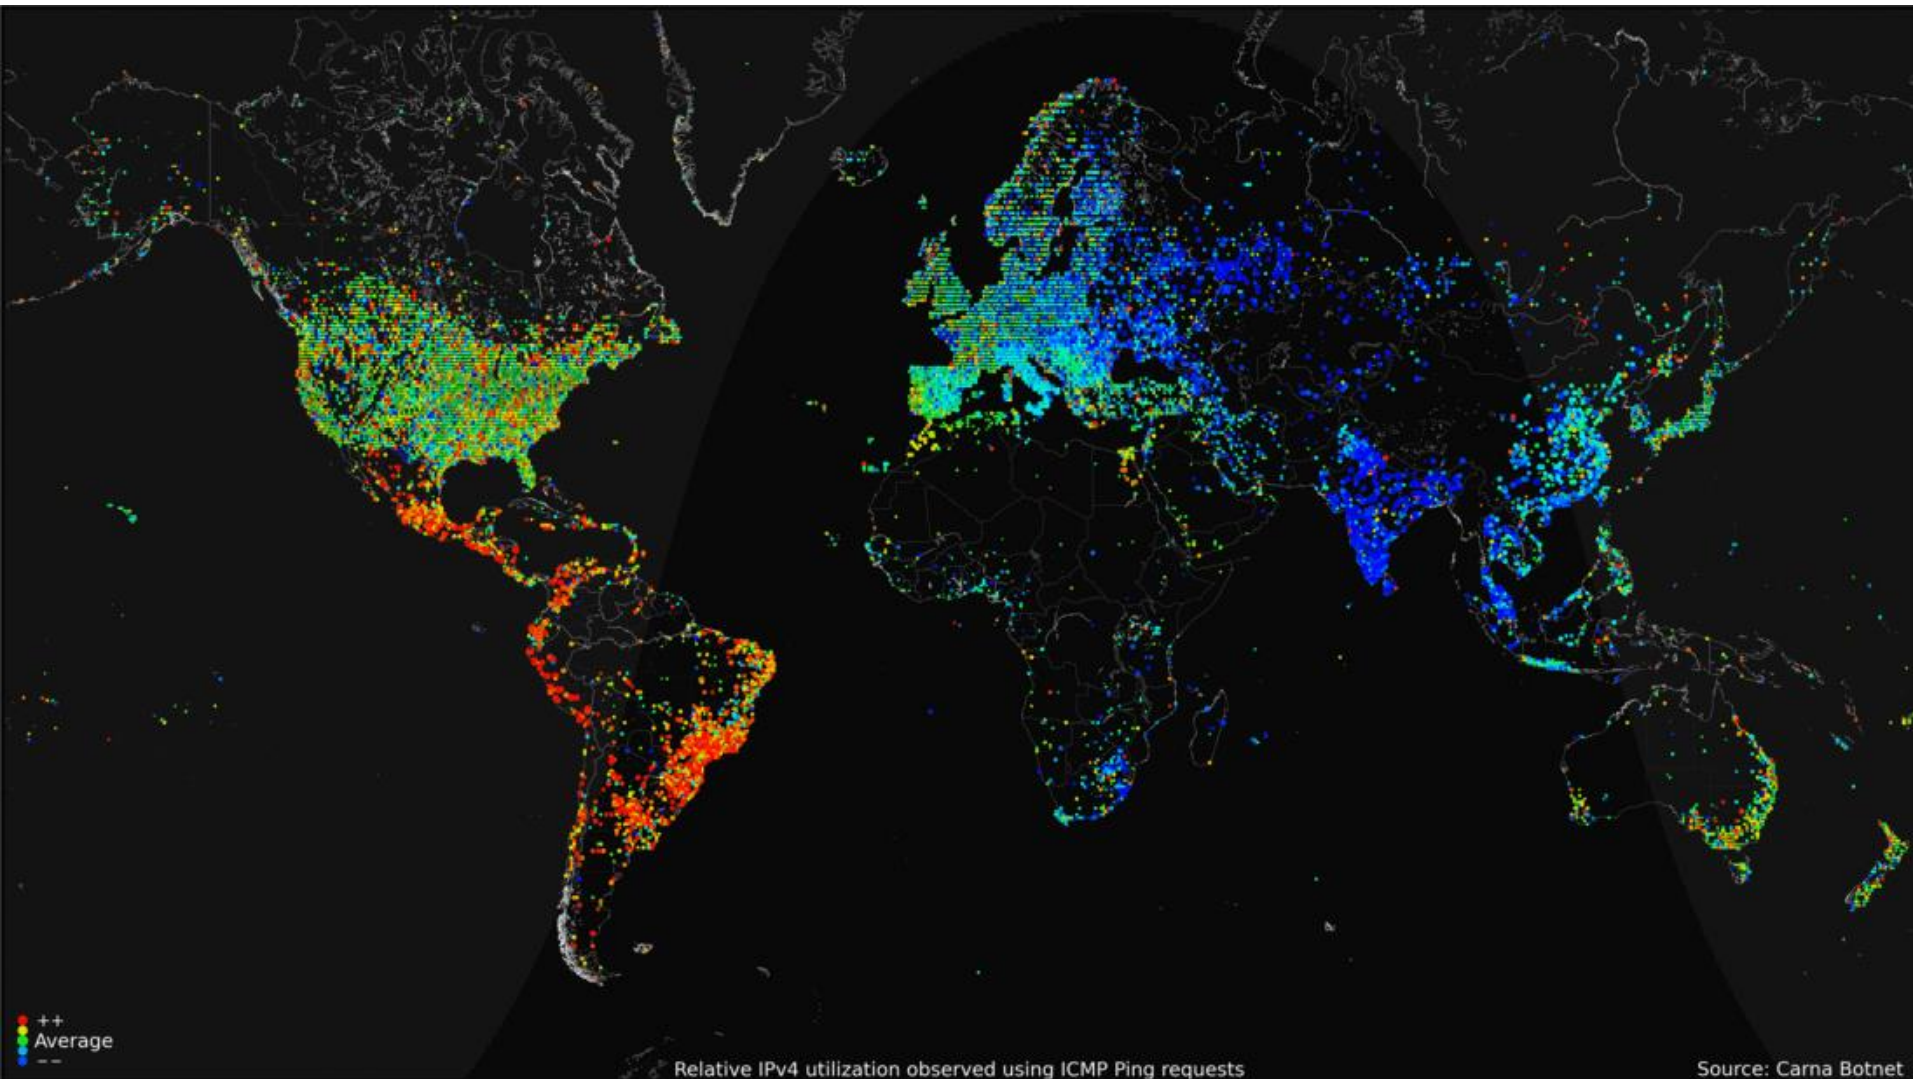 ++
Average
--
Relative IPv4 utilization observed using ICMP Ping requests
Source: Carna Botnet